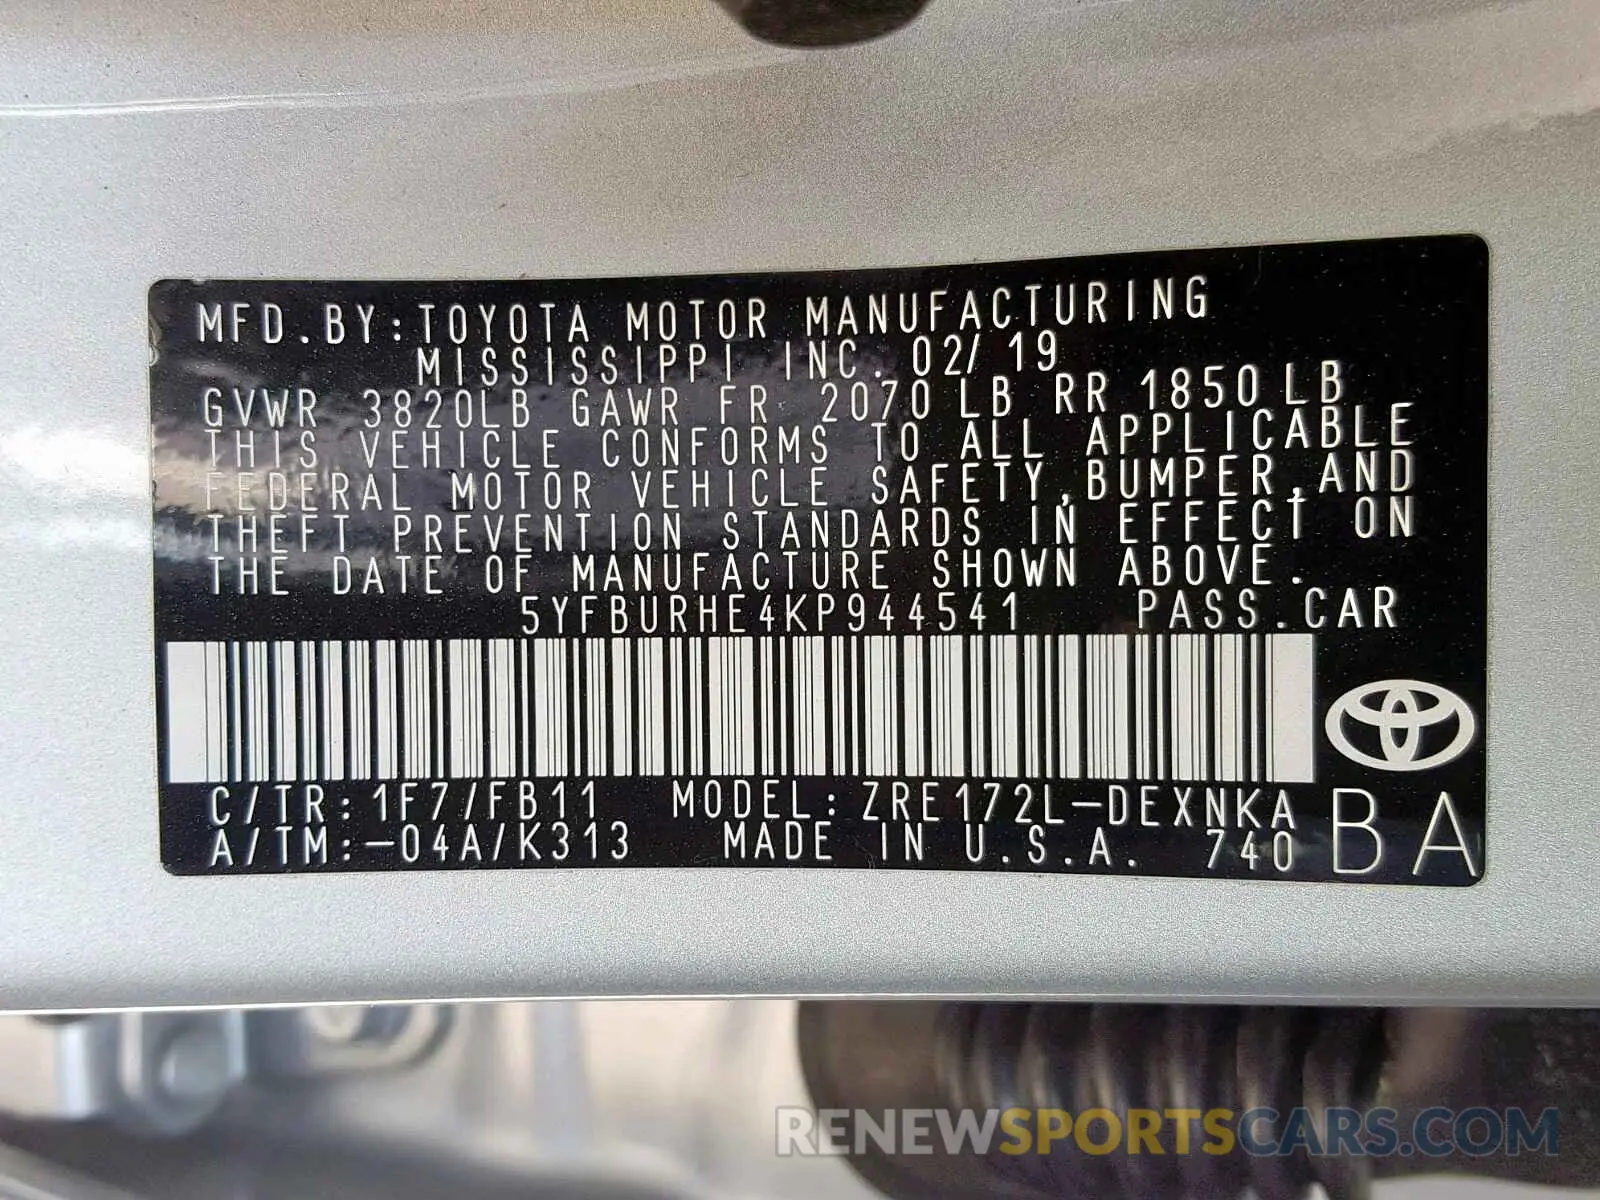 MFD.BY:TOYOTA MOTOR MANUFACTURING
MISSISSIPPI INC. 02/19
GVWR 3820LB GAWR FR 2070LB RR 1850LB
THIS VEHICLE CONFORMS TO ALL APPLICABLE
FEDERAL MOTOR VEHICLE SAFETY,BUMPER,AND
THEFT PREVENTION STANDARDS IN EFFECT ON
THE DATE OF MANUFACTURE SHOWN ABOVE.
5YFBURHE4KP944541 PASS.CAR
C/TR:1F7/FB11 MODEL:ZRE172L-DEXNKA
A/TM:-04A/K313 MADE IN U.S.A. 740
BA
RENEWSPORTSCARS.COM